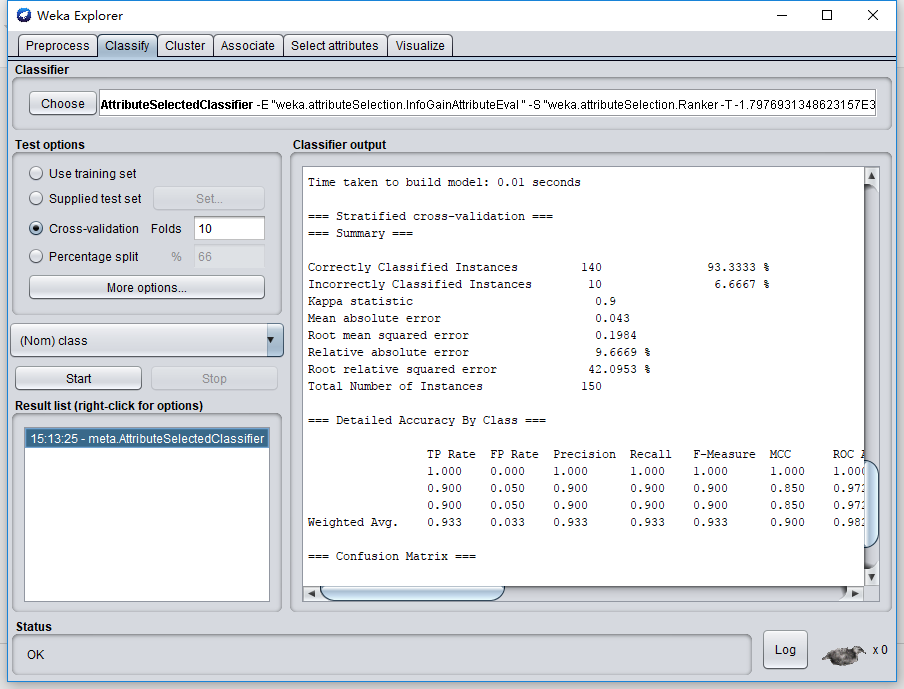 Weka Explorer
Preprocess Classify Cluster Associate Select attributes Visualize
Classifier
Choose AttributeSelectedClassifier -E "weka.attributeSelection.InfoGainAttributeEval " -S "weka.attributeSelection.Ranker -T -1.7976931348623157E3
Test options
Use training set
Supplied test set Set...
Cross-validation Folds 10
Percentage split % 66
More options...
(Nom) class
Start Stop
Result list (right-click for options)
15:13:25 - meta.AttributeSelectedClassifier
Classifier output
Time taken to build model: 0.01 seconds
=== Stratified cross-validation ===
=== Summary ===
Correctly Classified Instances 140 93.3333 %
Incorrectly Classified Instances 10 6.6667 %
Kappa statistic 0.9
Mean absolute error 0.043
Root mean squared error 0.1984
Relative absolute error 9.6669 %
Root relative squared error 42.0953 %
Total Number of Instances 150
=== Detailed Accuracy By Class ===
TP Rate FP Rate Precision Recall F-Measure MCC ROC
1.000 0.000 1.000 1.000 1.000 1.000 1.000
0.900 0.050 0.900 0.900 0.900 0.850 0.97
0.900 0.050 0.900 0.900 0.900 0.850 0.97
Weighted Avg. 0.933 0.033 0.933 0.933 0.933 0.900 0.98
=== Confusion Matrix ===
Status
OK
Log x 0